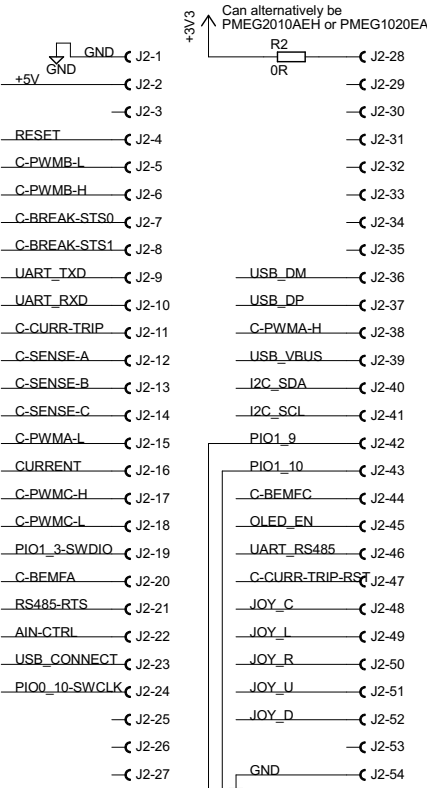 Can alternatively be
PMEG2010AEH or PMEG1020EA
+3V3
R2
0R
GND J2-1
GND
+5V J2-2
J2-3
RESET J2-4
C-PWMB-L J2-5
C-PWMB-H J2-6
C-BREAK-STS0 J2-7
C-BREAK-STS1 J2-8
UART_TXD J2-9
UART_RXD J2-10
C-CURR-TRIP J2-11
C-SENSE-A J2-12
C-SENSE-B J2-13
C-SENSE-C J2-14
C-PWMA-L J2-15
CURRENT J2-16
C-PWMC-H J2-17
C-PWMC-L J2-18
PIO1_3-SWDIO J2-19
C-BEMFA J2-20
RS485-RTS J2-21
AIN-CTRL J2-22
USB_CONNECT J2-23
PIO0_10-SWCLK J2-24
J2-25
J2-26
J2-27
J2-28
J2-29
J2-30
J2-31
J2-32
J2-33
J2-34
J2-35
USB_DM J2-36
USB_DP J2-37
C-PWMA-H J2-38
USB_VBUS J2-39
I2C_SDA J2-40
I2C_SCL J2-41
PIO1_9 J2-42
PIO1_10 J2-43
C-BEMFC J2-44
OLED_EN J2-45
UART_RS485 J2-46
C-CURR-TRIP-RST J2-47
JOY_C J2-48
JOY_L J2-49
JOY_R J2-50
JOY_U J2-51
JOY_D J2-52
J2-53
GND J2-54